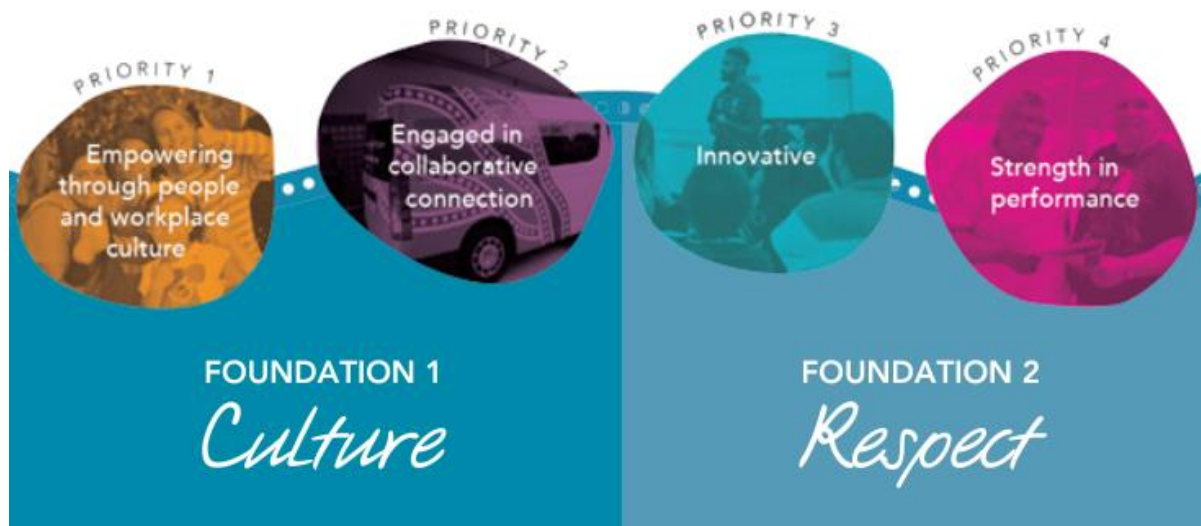 PRIORITY 1
Empowering
through people
and workplace
culture
PRIORITY 2
Engaged in
collaborative
connection
PRIORITY 3
Innovative
PRIORITY 4
Strength in
performance
FOUNDATION 1
Culture
FOUNDATION 2
Respect